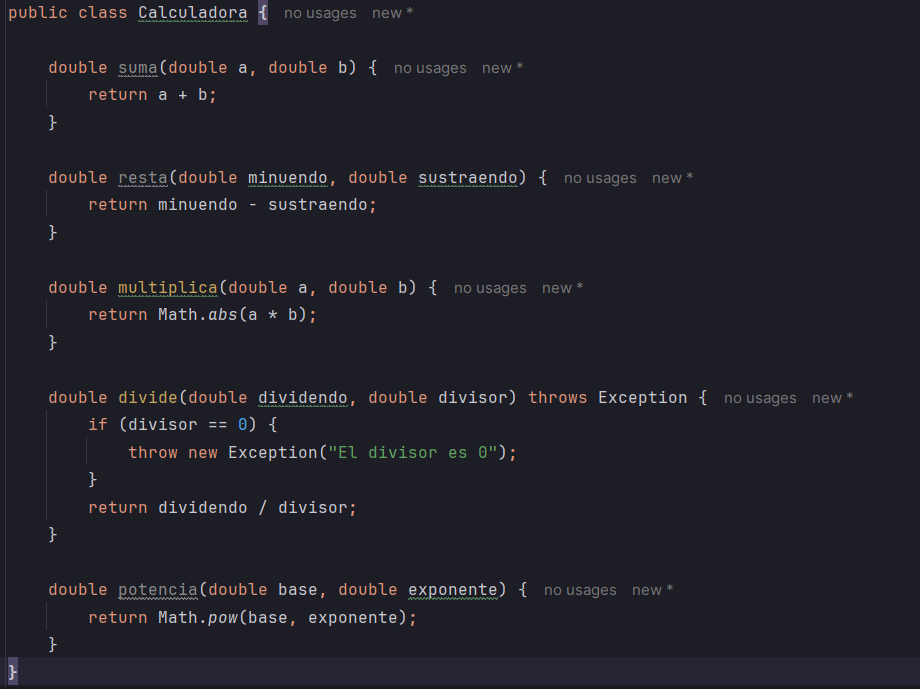 public class Calculadora {  no usages  new *
double suma(double a, double b) {  no usages  new *
return a + b;
}
double resta(double minuendo, double sustraendo) {  no usages  new *
return minuendo - sustraendo;
}
double multiplica(double a, double b) {  no usages  new *
return Math.abs(a * b);
}
double divide(double dividendo, double divisor) throws Exception {  no usages  new *
if (divisor == 0) {
throw new Exception("El divisor es 0");
}
return dividendo / divisor;
}
double potencia(double base, double exponente) {  no usages  new *
return Math.pow(base, exponente);
}
}